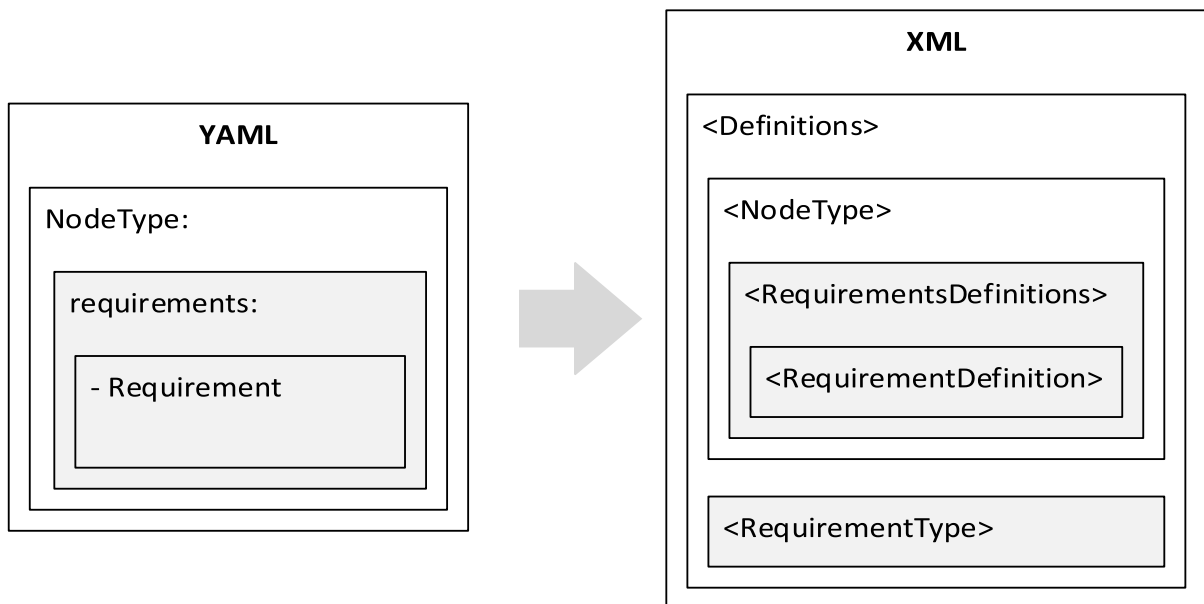 YAML
NodeType:
requirements:
- Requirement
XML
<Definitions>
<NodeType>
<RequirementsDefinitions>
<RequirementDefinition>
<RequirementType>